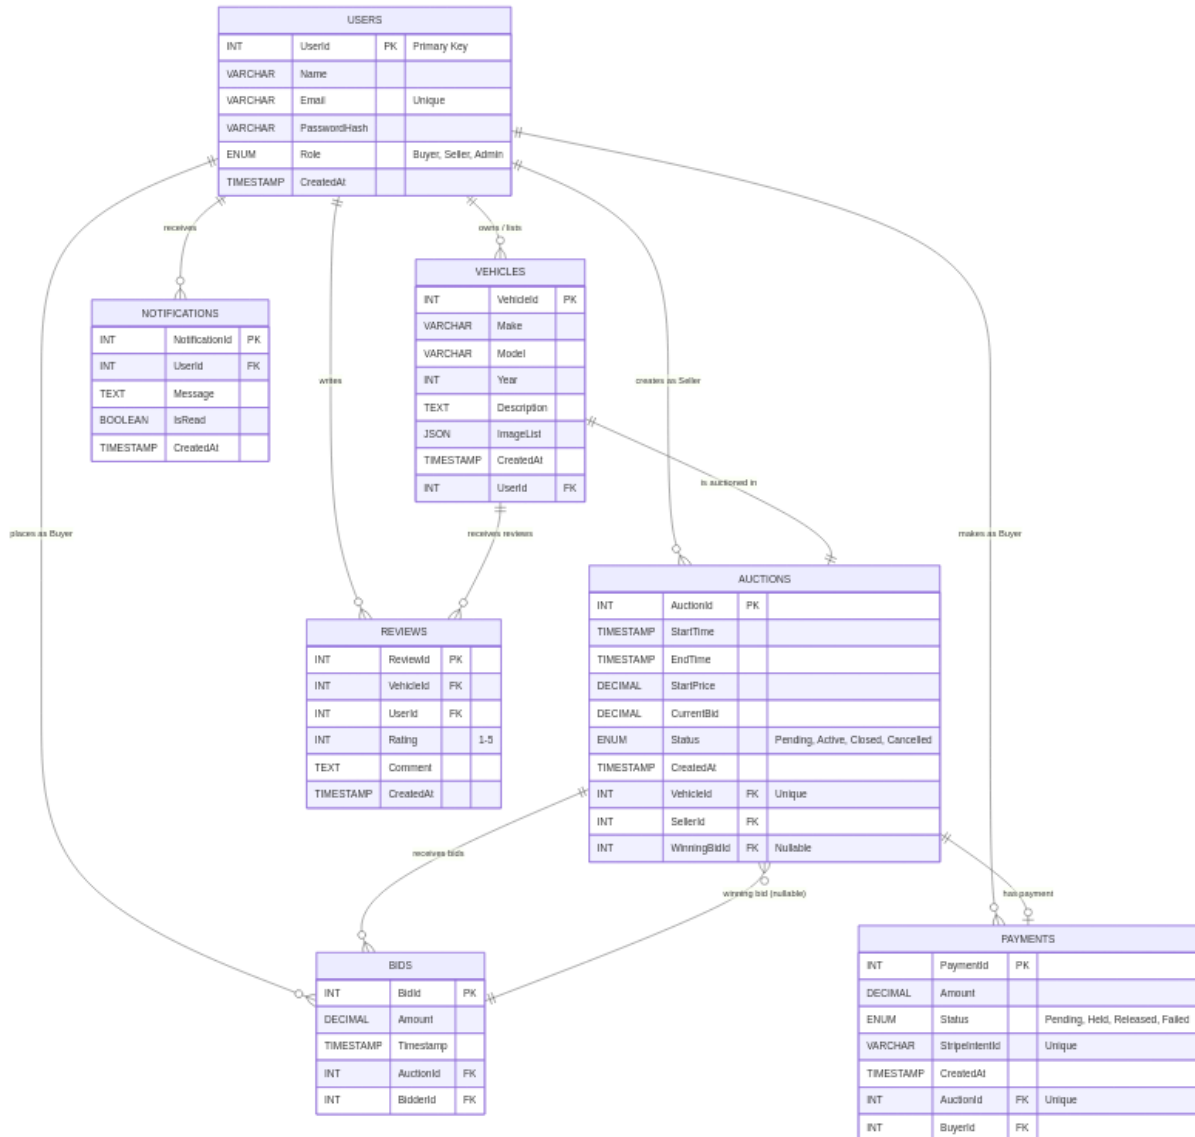 USERS
INT UserId PK Primary Key
VARCHAR Name
VARCHAR Email Unique
VARCHAR PasswordHash
ENUM Role Buyer, Seller, Admin
TIMESTAMP CreatedAt
receives
owns / lists
NOTIFICATIONS
INT NotificationId PK
INT UserId FK
TEXT Message
BOOLEAN IsRead
TIMESTAMP CreatedAt
VEHICLES
INT VehicleId PK
VARCHAR Make
VARCHAR Model
INT Year
TEXT Description
JSON ImageList
TIMESTAMP CreatedAt
INT UserId FK
writes
creates as Seller
is auctioned in
places as Buyer
receives reviews
makes as Buyer
REVIEWS
INT ReviewId PK
INT VehicleId FK
INT UserId FK
INT Rating 1-5
TEXT Comment
TIMESTAMP CreatedAt
AUCTIONS
INT AuctionId PK
TIMESTAMP StartTime
TIMESTAMP EndTime
DECIMAL StartPrice
DECIMAL CurrentBid
ENUM Status Pending, Active, Closed, Cancelled
TIMESTAMP CreatedAt
INT VehicleId FK Unique
INT SellerId FK
INT WinningBidId FK Nullable
receives bids
winning bid (nullable)
has payment
BIDS
INT BidId PK
DECIMAL Amount
TIMESTAMP Timestamp
INT AuctionId FK
INT BidderId FK
PAYMENTS
INT PaymentId PK
DECIMAL Amount
ENUM Status Pending, Held, Released, Failed
VARCHAR StripeIntentId Unique
TIMESTAMP CreatedAt
INT AuctionId FK Unique
INT BuyerId FK